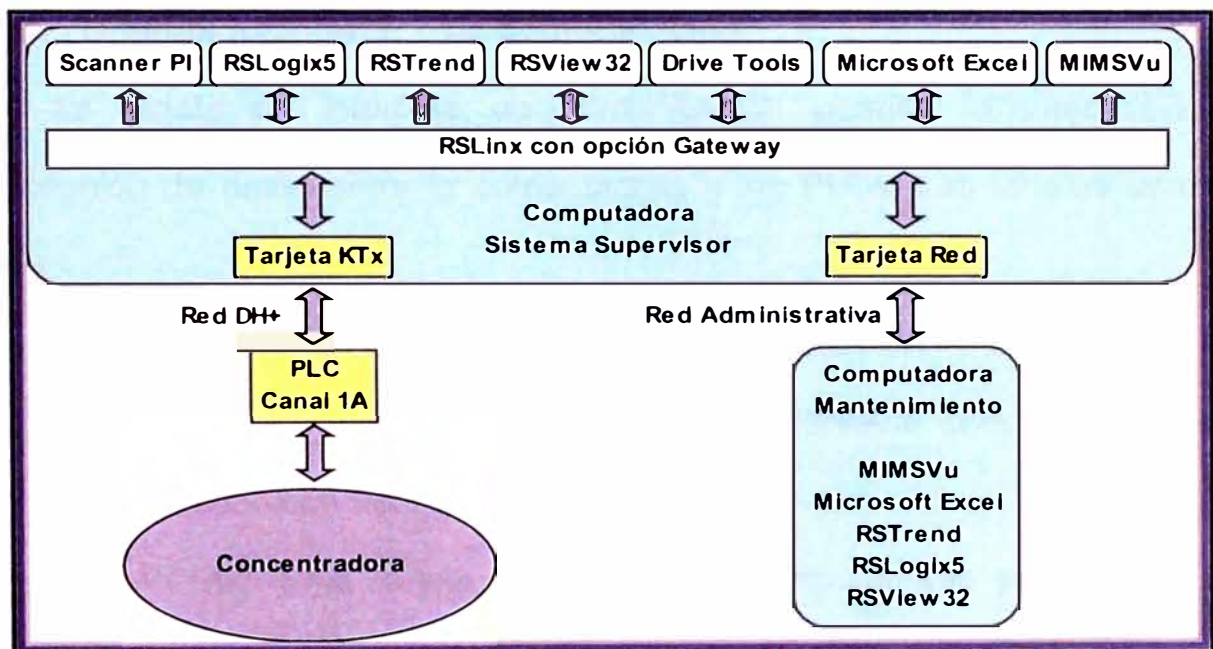 Scanner PI
RSLogix5
RSTrend
RSView32
Drive Tools
Microsoft Excel
MIMSVu
RSLinx con opción Gateway
Computadora
Sistema Supervisor
Tarjeta KTx
Tarjeta Red
Red DH+
Red Administrativa
PLC
Canal 1A
Concentradora
Computadora
Mantenimiento
MIMSVu
Microsoft Excel
RSTrend
RSLogix5
RSView32